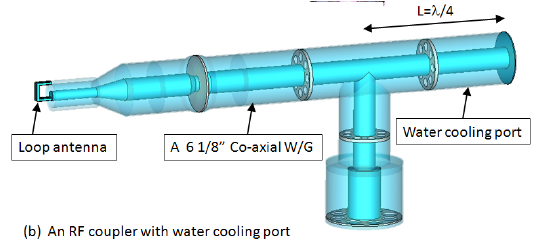 L=λ/4
Loop antenna
A 6 1/8” Co-axial W/G
Water cooling port
(b) An RF coupler with water cooling port